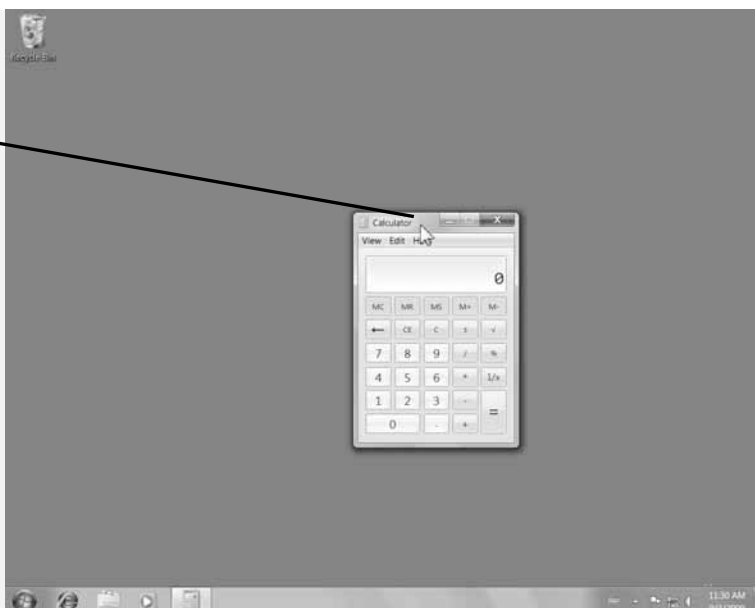 Recycle Bin
Calculator
View Edit Help
0
MC MR MS M+ M-
← CE C ± √
7 8 9 / %
4 5 6 * 1/x
1 2 3 - =
0 . +
11:30 AM